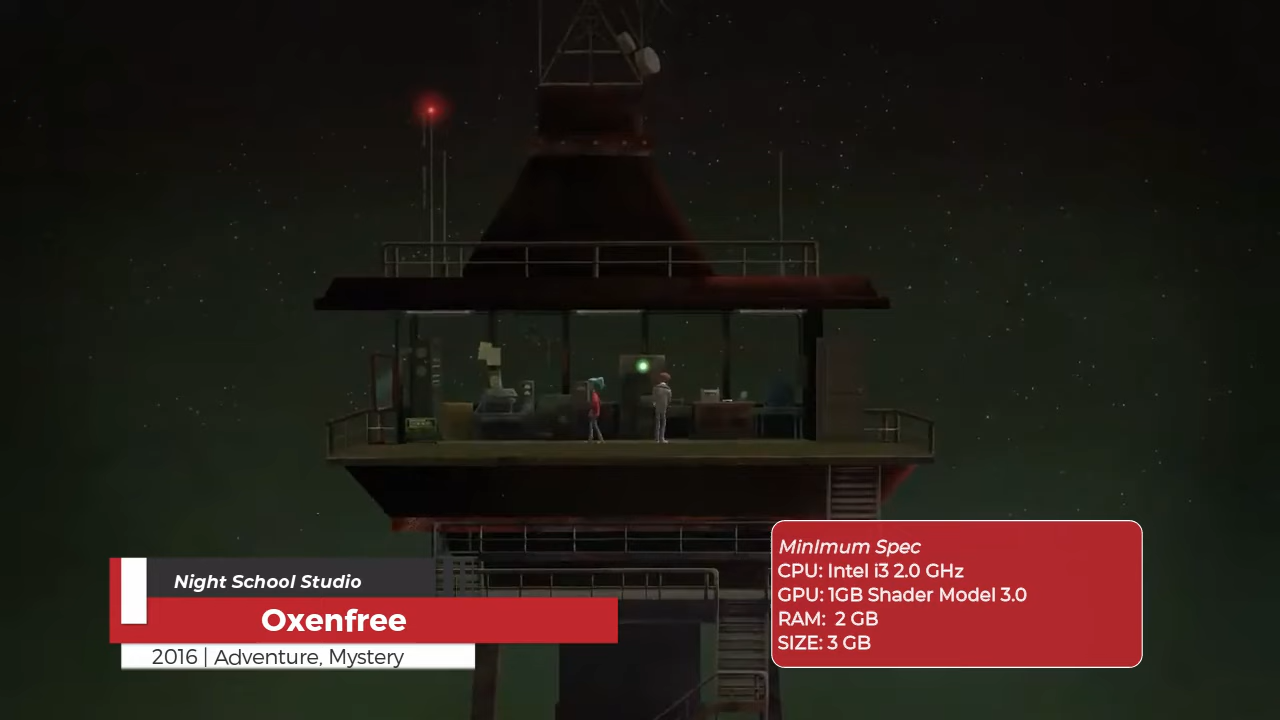 Night School Studio
Oxenfree
2016 | Adventure, Mystery
MinImum Spec
CPU: Intel i3 2.0 GHz
GPU: 1GB Shader Model 3.0
RAM:  2 GB
SIZE: 3 GB